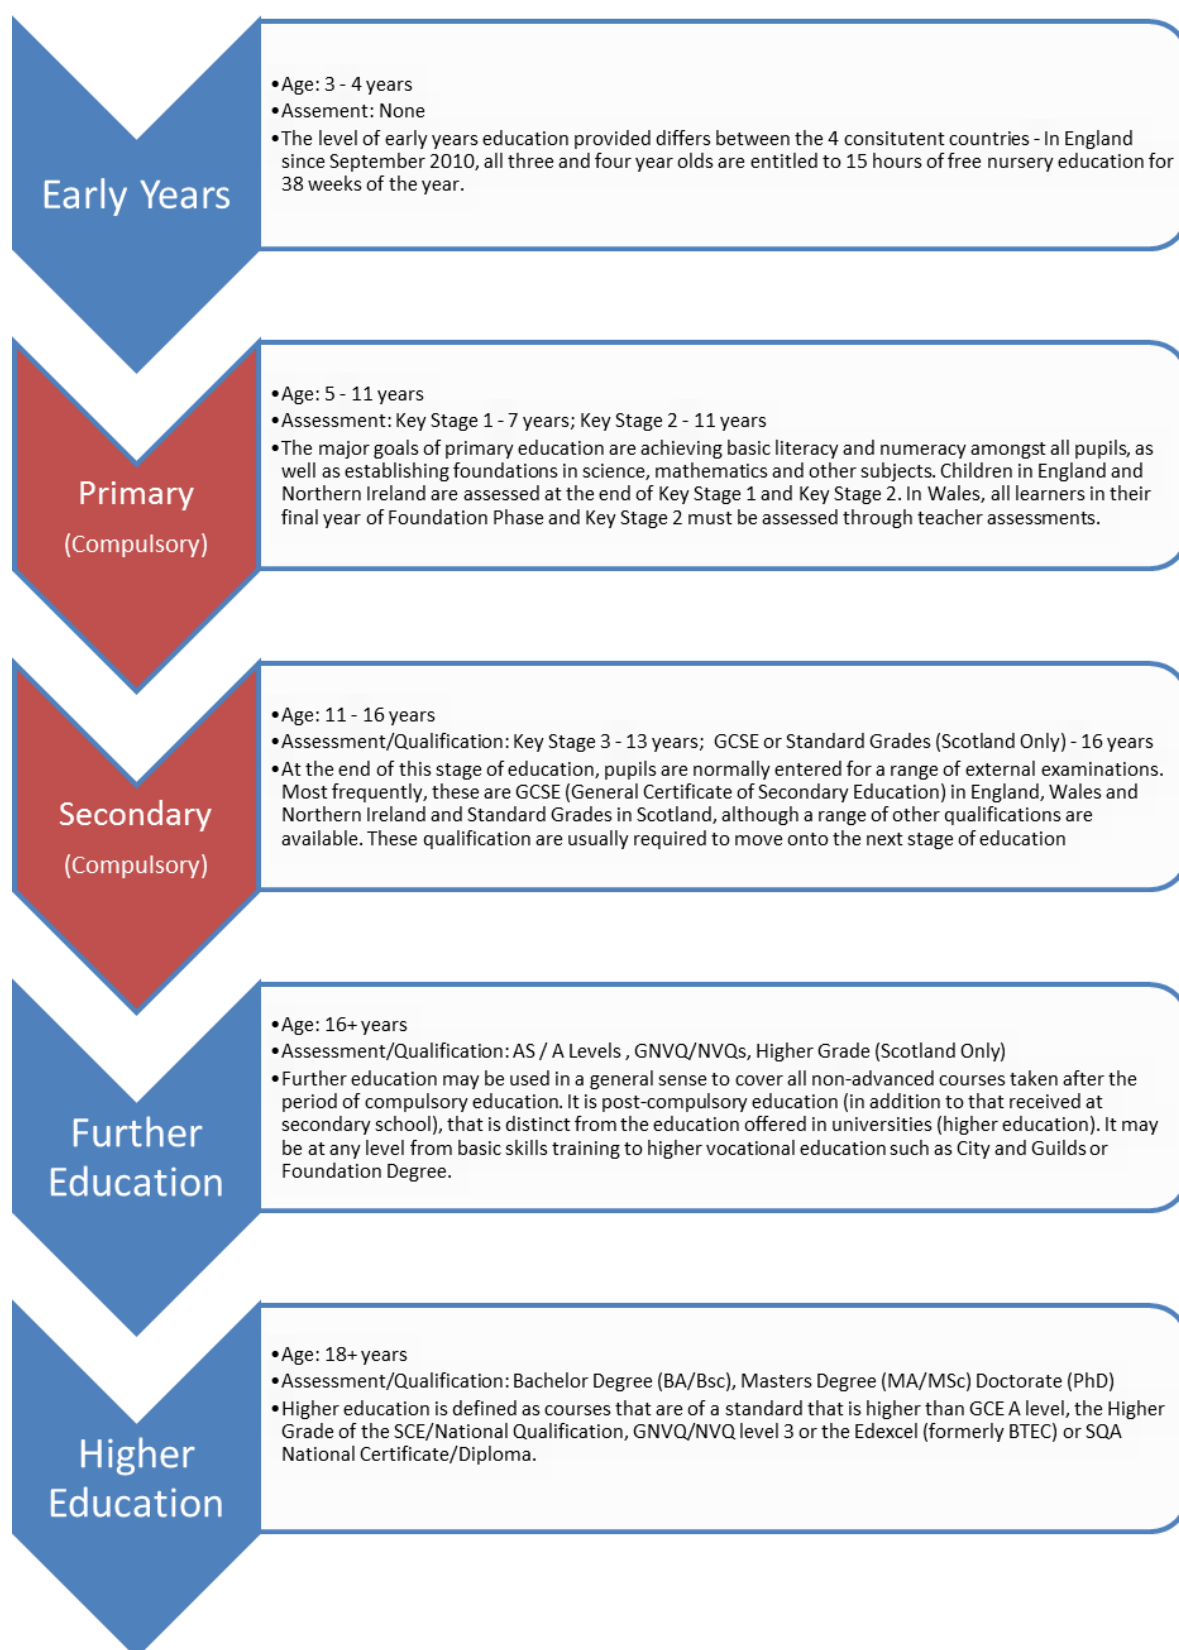 Early Years
•Age: 3 - 4 years
•Assement: None
•The level of early years education provided differs between the 4 consitutent countries - In England
since September 2010, all three and four year olds are entitled to 15 hours of free nursery education for
38 weeks of the year.
Primary
(Compulsory)
•Age: 5 - 11 years
•Assessment: Key Stage 1 - 7 years; Key Stage 2 - 11 years
•The major goals of primary education are achieving basic literacy and numeracy amongst all pupils, as
well as establishing foundations in science, mathematics and other subjects. Children in England and
Northern Ireland are assessed at the end of Key Stage 1 and Key Stage 2. In Wales, all learners in their
final year of Foundation Phase and Key Stage 2 must be assessed through teacher assessments.
Secondary
(Compulsory)
•Age: 11 - 16 years
•Assessment/Qualification: Key Stage 3 - 13 years; GCSE or Standard Grades (Scotland Only) - 16 years
•At the end of this stage of education, pupils are normally entered for a range of external examinations.
Most frequently, these are GCSE (General Certificate of Secondary Education) in England, Wales and
Northern Ireland and Standard Grades in Scotland, although a range of other qualifications are
available. These qualification are usually required to move onto the next stage of education
Further
Education
•Age: 16+ years
•Assessment/Qualification: AS / A Levels , GNVQ/NVQs, Higher Grade (Scotland Only)
•Further education may be used in a general sense to cover all non-advanced courses taken after the
period of compulsory education. It is post-compulsory education (in addition to that received at
secondary school), that is distinct from the education offered in universities (higher education). It may
be at any level from basic skills training to higher vocational education such as City and Guilds or
Foundation Degree.
Higher
Education
•Age: 18+ years
•Assessment/Qualification: Bachelor Degree (BA/Bsc), Masters Degree (MA/MSc) Doctorate (PhD)
•Higher education is defined as courses that are of a standard that is higher than GCE A level, the Higher
Grade of the SCE/National Qualification, GNVQ/NVQ level 3 or the Edexcel (formerly BTEC) or SQA
National Certificate/Diploma.